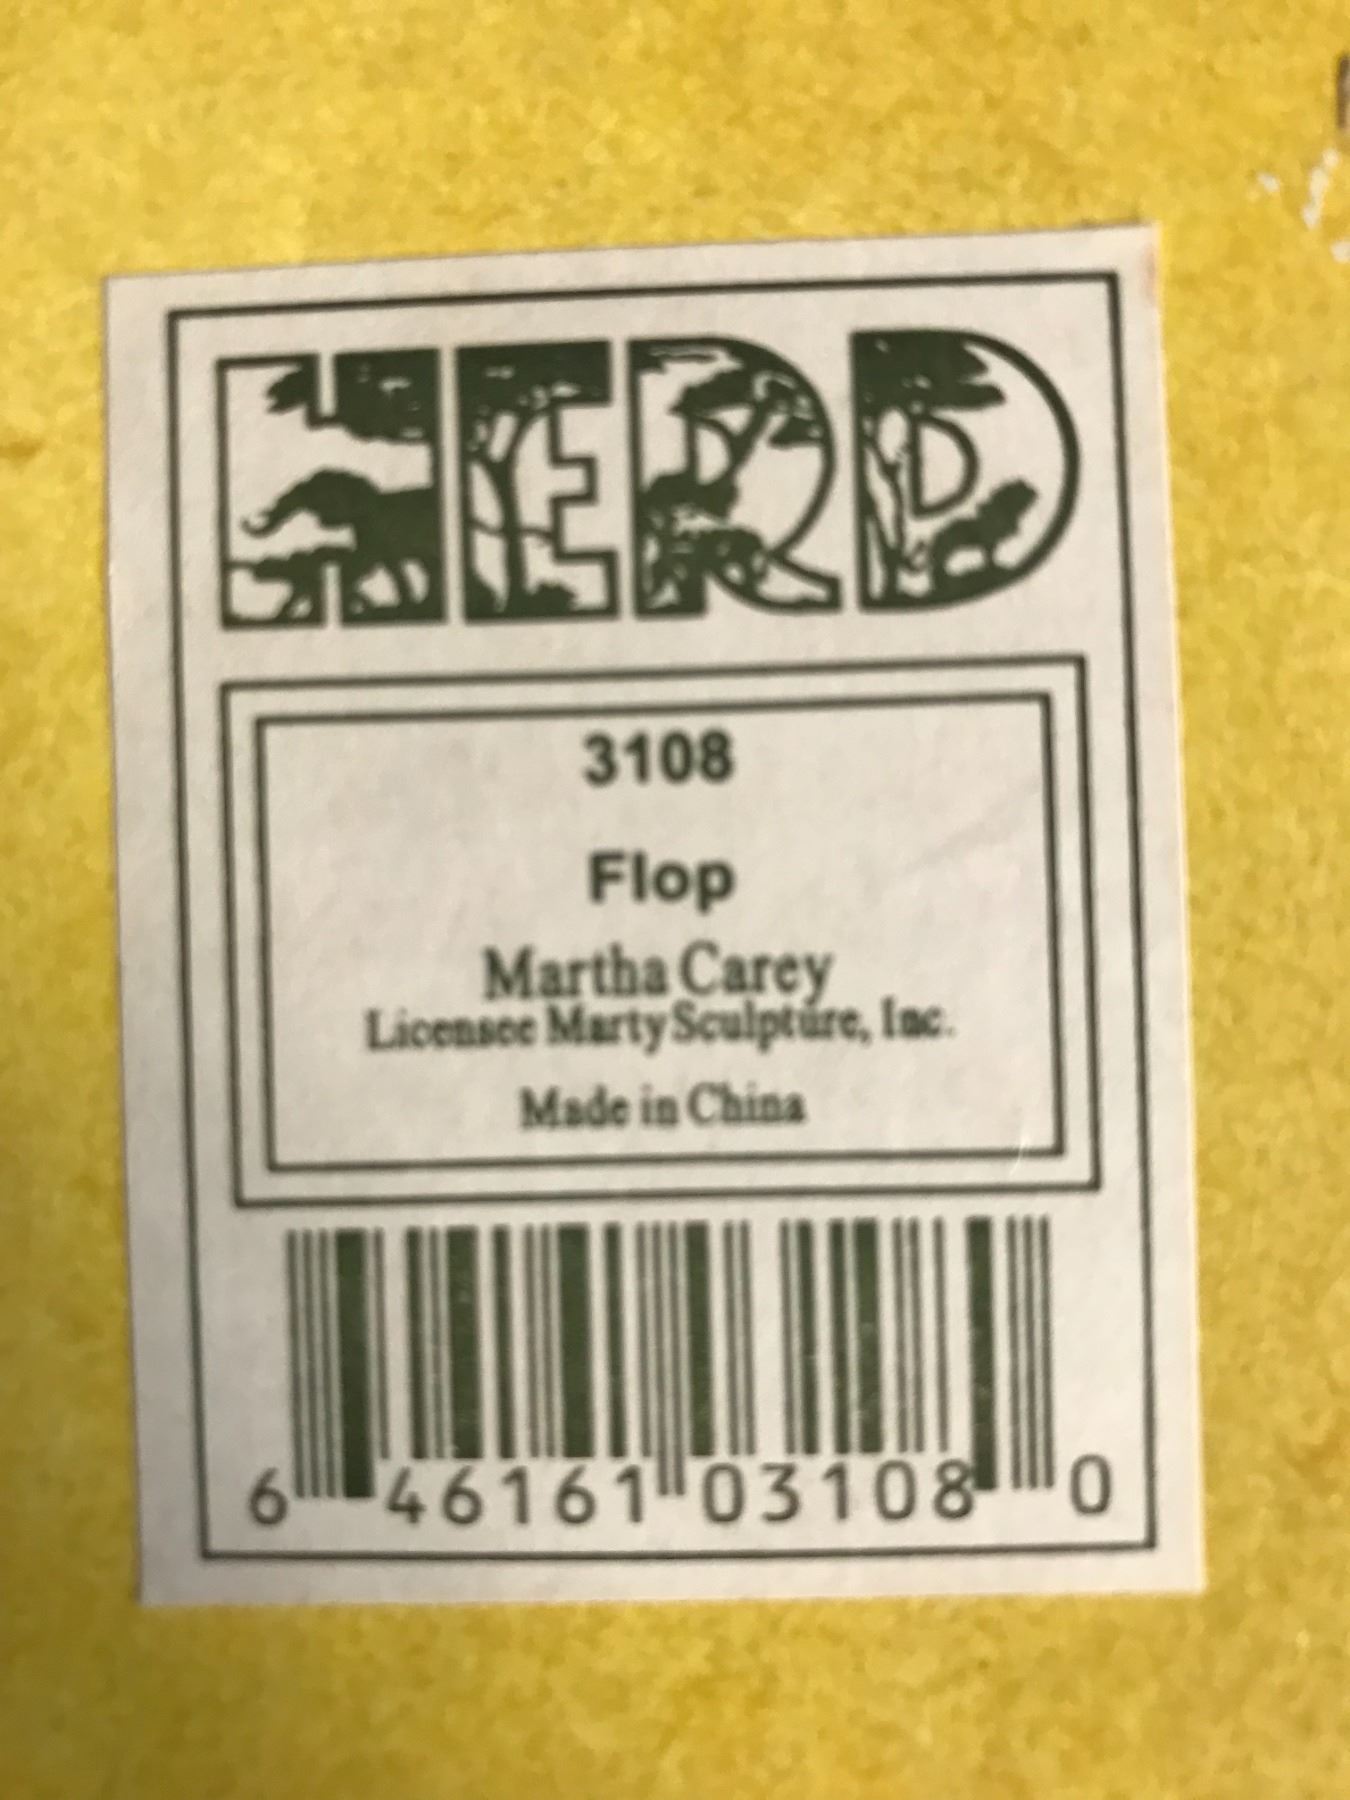 HERD
3108
Flop
Martha Carey
Licensee Marty Sculpture, Inc.
Made in China
6 46161 03108 0